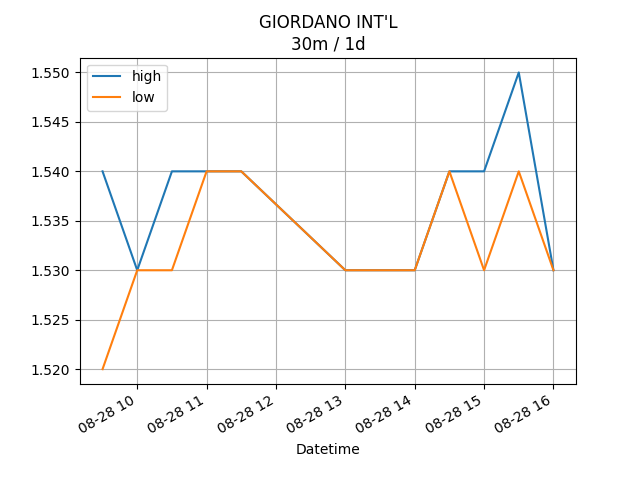 GIORDANO INT'L
30m / 1d
high
low
1.550
1.545
1.540
1.535
1.530
1.525
1.520
08-28 10
08-28 11
08-28 12
08-28 13
08-28 14
08-28 15
08-28 16
Datetime